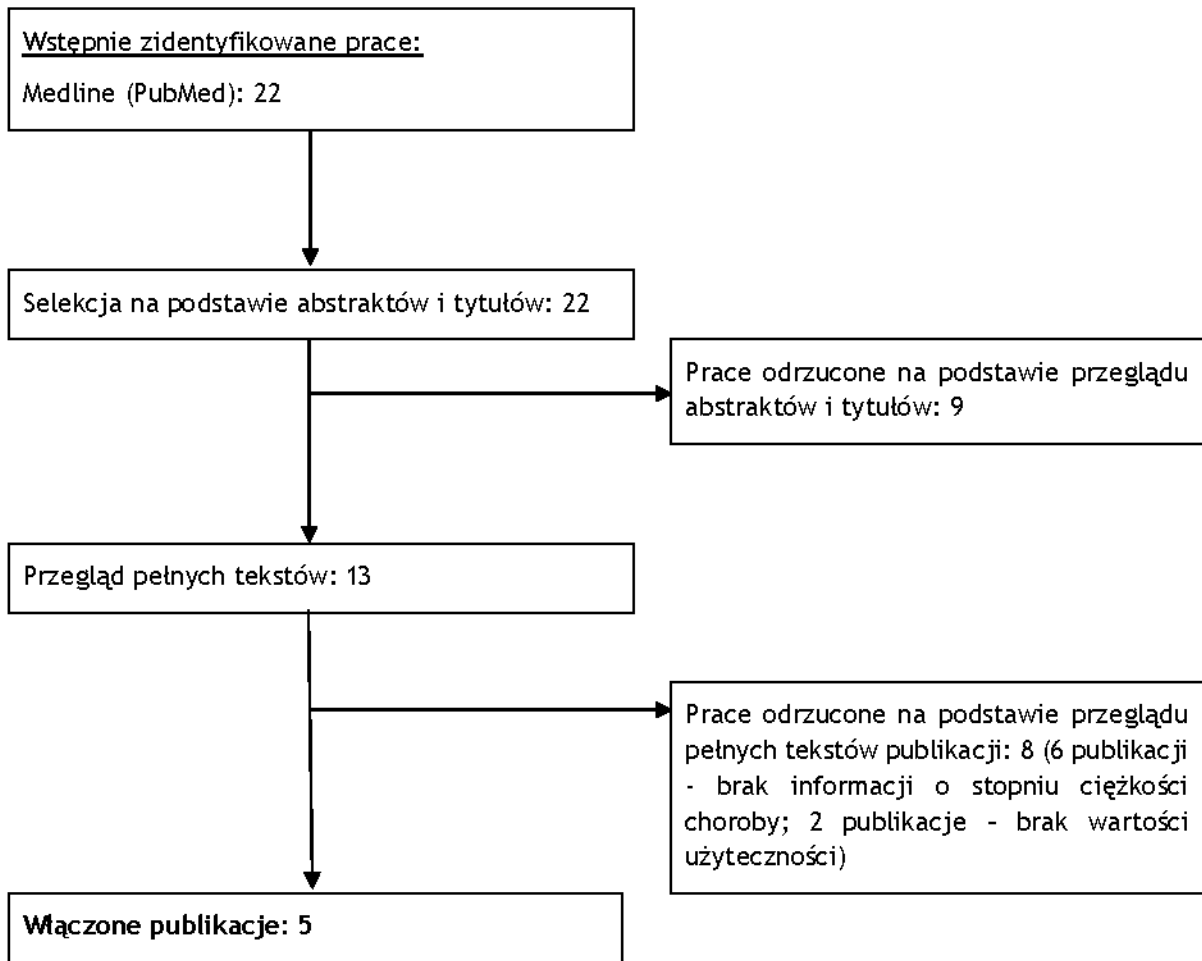 Wstępnie zidentyfikowane prace:
Medline (PubMed): 22
Selekcja na podstawie abstraktów i tytułów: 22
Prace odrzucone na podstawie przeglądu
abstraktów i tytułów: 9
Przegląd pełnych tekstów: 13
Prace odrzucone na podstawie przeglądu
pełnych tekstów publikacji: 8 (6 publikacji
- brak informacji o stopniu ciężkości
choroby; 2 publikacje – brak wartości
użyteczności)
Włączone publikacje: 5